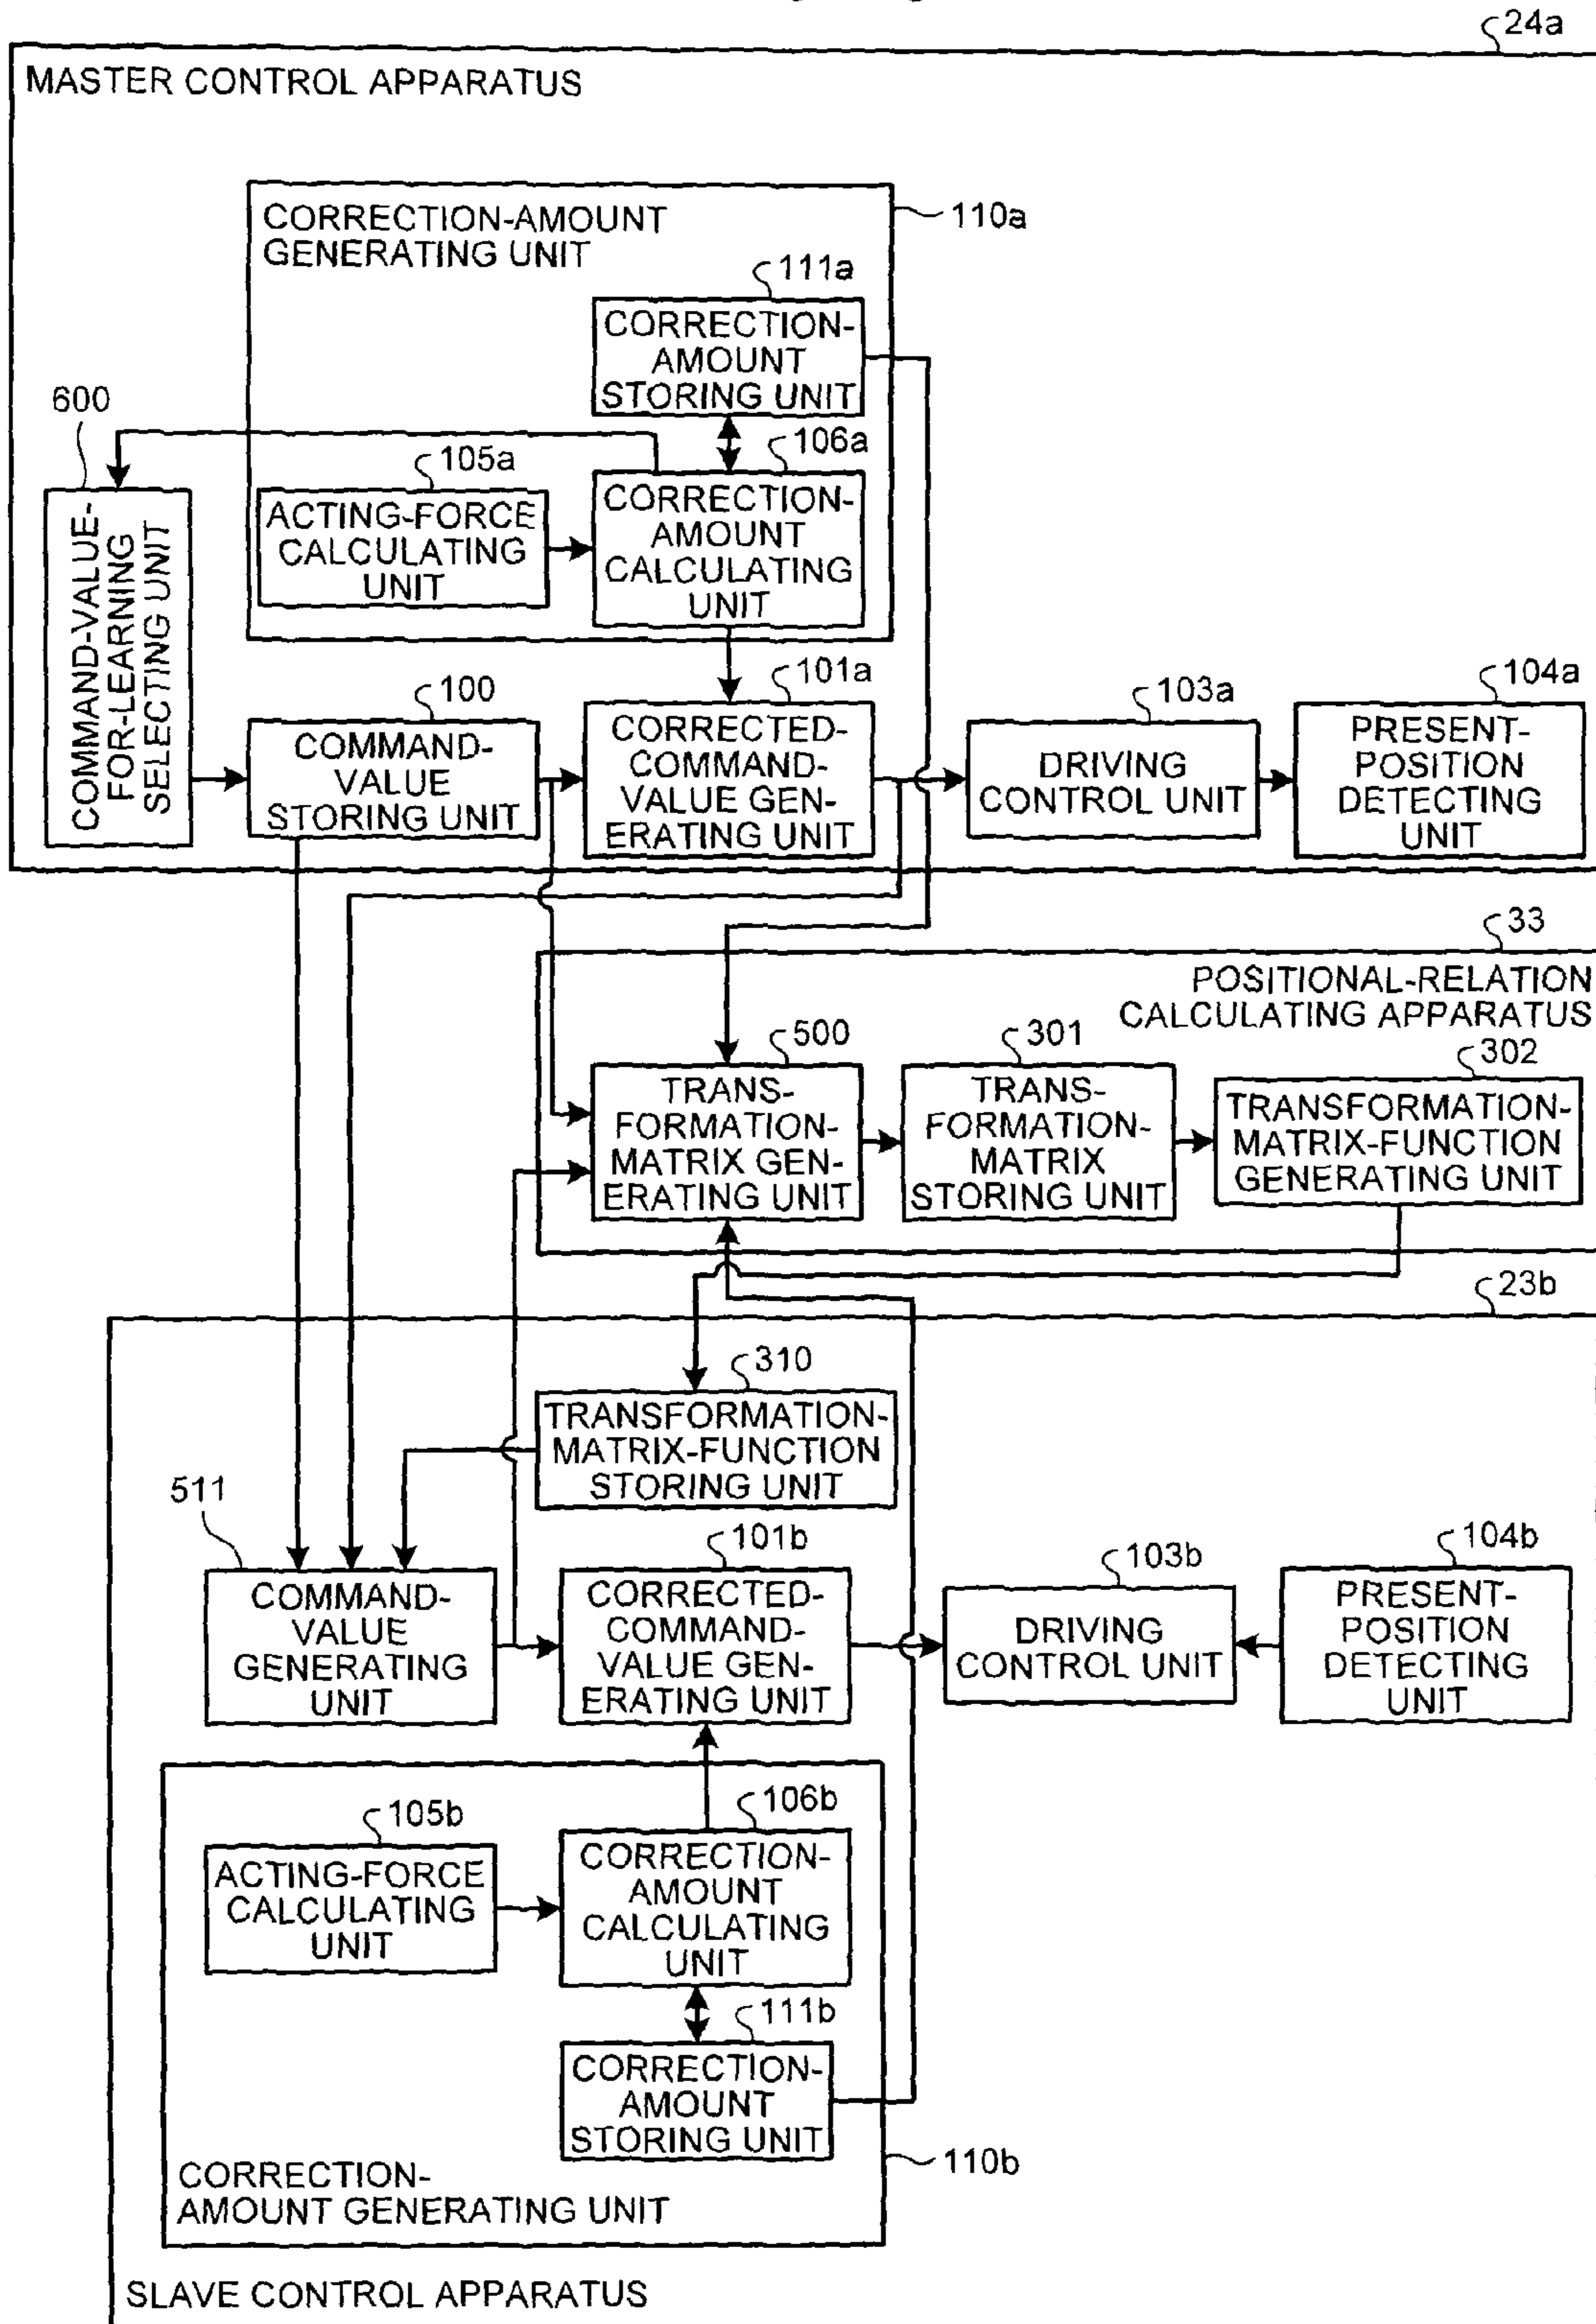 24a
MASTER CONTROL APPARATUS
CORRECTION-AMOUNT
GENERATING UNIT
110a
111a
CORRECTION-
AMOUNT
STORING UNIT
600
COMMAND-VALUE-
FOR-LEARNING
SELECTING UNIT
105a
ACTING-FORCE
CALCULATING
UNIT
106a
CORRECTION-
AMOUNT
CALCULATING
UNIT
100
COMMAND-
VALUE
STORING UNIT
101a
CORRECTED-
COMMAND-
VALUE GEN-
ERATING UNIT
103a
DRIVING
CONTROL UNIT
104a
PRESENT-
POSITION
DETECTING
UNIT
33
POSITIONAL-RELATION
CALCULATING APPARATUS
500
TRANS-
FORMATION-
MATRIX GEN-
ERATING UNIT
301
TRANS-
FORMATION-
MATRIX
STORING UNIT
302
TRANSFORMATION-
MATRIX-FUNCTION
GENERATING UNIT
23b
310
TRANSFORMATION-
MATRIX-FUNCTION
STORING UNIT
511
COMMAND-
VALUE
GENERATING
UNIT
101b
CORRECTED-
COMMAND-
VALUE GEN-
ERATING UNIT
103b
DRIVING
CONTROL UNIT
104b
PRESENT-
POSITION
DETECTING
UNIT
105b
ACTING-FORCE
CALCULATING
UNIT
106b
CORRECTION-
AMOUNT
CALCULATING
UNIT
111b
CORRECTION-
AMOUNT
STORING UNIT
110b
CORRECTION-
AMOUNT GENERATING UNIT
SLAVE CONTROL APPARATUS